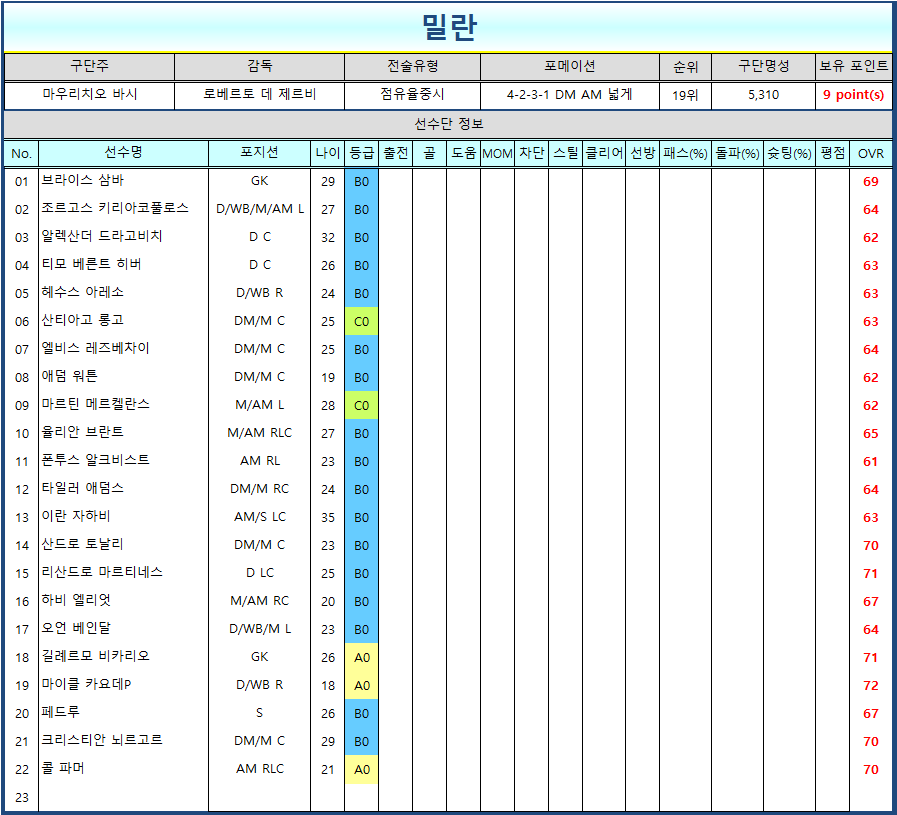 밀란
구단주 감독 전술유형 포메이션 순위 구단명성 보유 포인트
마우리치오 바시 로베르토 데 제르비 점유율중시 4-2-3-1 DM AM 넓게 19위 5,310 9 point(s)
선수단 정보
No. 선수명 포지션 나이 등급 출전 골 도움 MOM 차단 스틸 클리어 선방 패스(%) 돌파(%) 슛팅(%) 평점 OVR
01 브라이스 삼바 GK 29 B0 69
02 조르고스 키리아코풀로스 D/WB/M/AM L 27 B0 64
03 알렉산더 드라고비치 D C 32 B0 62
04 티모 베른트 히버 D C 26 B0 63
05 헤수스 아레소 D/WB R 24 B0 63
06 산티아고 롱고 DM/M C 25 C0 63
07 엘비스 레즈베차이 DM/M C 25 B0 64
08 애덤 워튼 DM/M C 19 B0 62
09 마르틴 메르켈란스 M/AM L 28 C0 62
10 율리안 브란트 M/AM RLC 27 B0 65
11 폰투스 알크비스트 AM RL 23 B0 61
12 타일러 애덤스 DM/M RC 24 B0 64
13 이란 자하비 AM/S LC 35 B0 63
14 산드로 토날리 DM/M C 23 B0 70
15 리산드로 마르티네스 D LC 25 B0 71
16 하비 엘리엇 M/AM RC 20 B0 67
17 오언 베인달 D/WB/M L 23 B0 64
18 길례르모 비카리오 GK 26 A0 71
19 마이클 카요데P D/WB R 18 A0 72
20 페드루 S 26 B0 67
21 크리스티안 뇌르고르 DM/M C 29 B0 70
22 콜 파머 AM RLC 21 A0 70
23